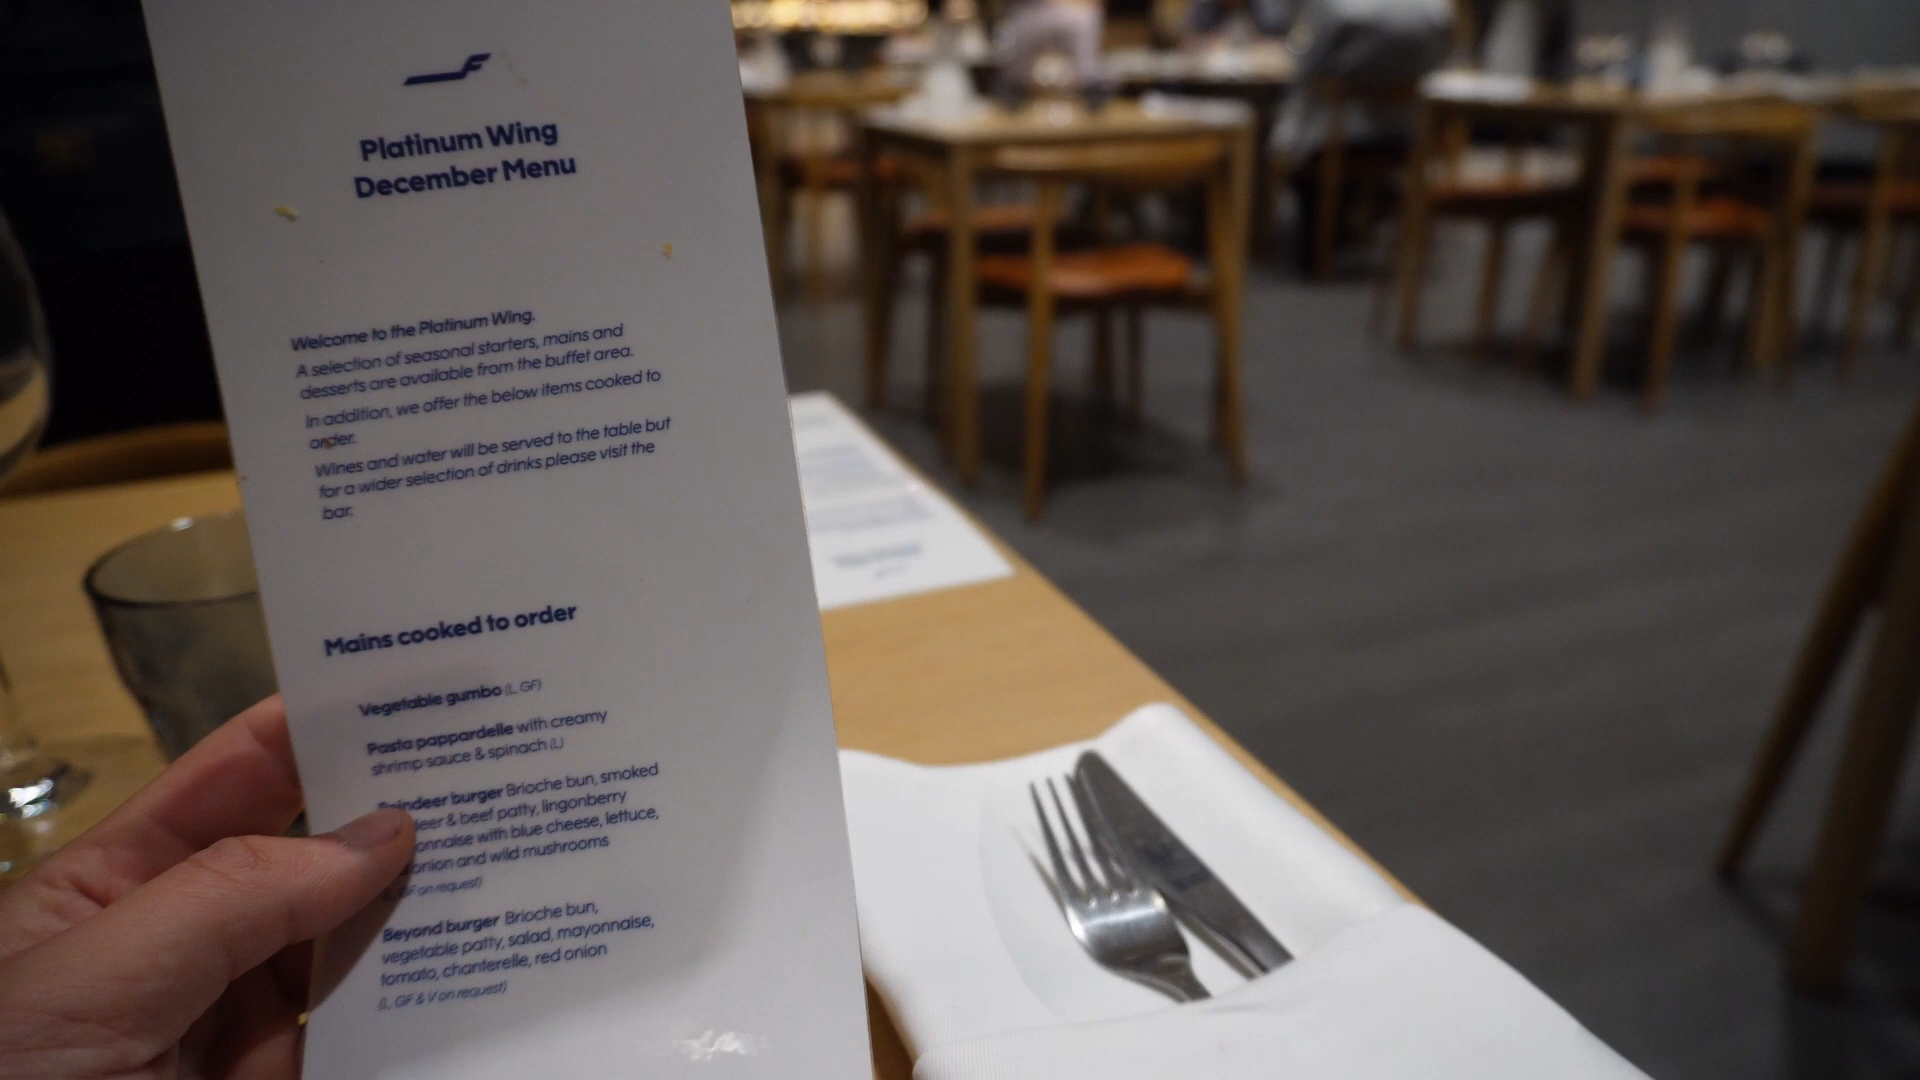 Platinum Wing
December Menu
Welcome to the Platinum Wing.
A selection of seasonal starters, mains and
desserts are available from the buffet area.
In addition, we offer the below items cooked to
order.
Wines and water will be served to the table but
for a wider selection of drinks please visit the
bar.
Mains cooked to order
Vegetable gumbo (L, GF)
Pasta pappardelle with creamy
shrimp sauce & spinach (L)
Reindeer burger Brioche bun, smoked
& beef patty, lingonberry
with blue cheese, lettuce,
onion and wild mushrooms
GF on request)
Beyond burger Brioche bun,
vegetable patty, salad, mayonnaise,
tomato, chanterelle, red onion
(L, GF & V on request)